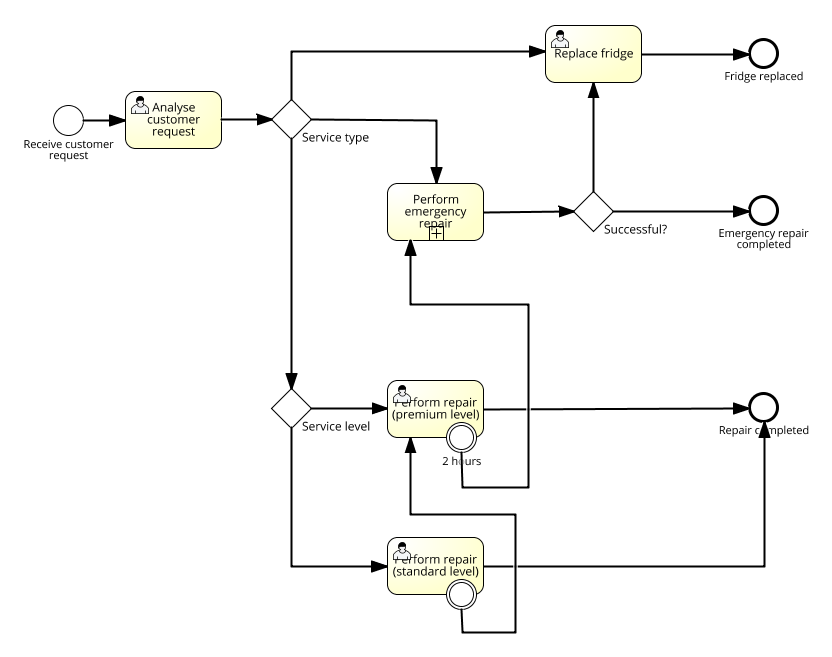 Replace fridge
Fridge replaced
Analyse
customer
request
Receive customer
request
Service type
Perform
emergency
repair
Successful?
Emergency repair
completed
Perform repair
(premium level)
Service level
2 hours
Repair completed
Perform repair
(standard level)